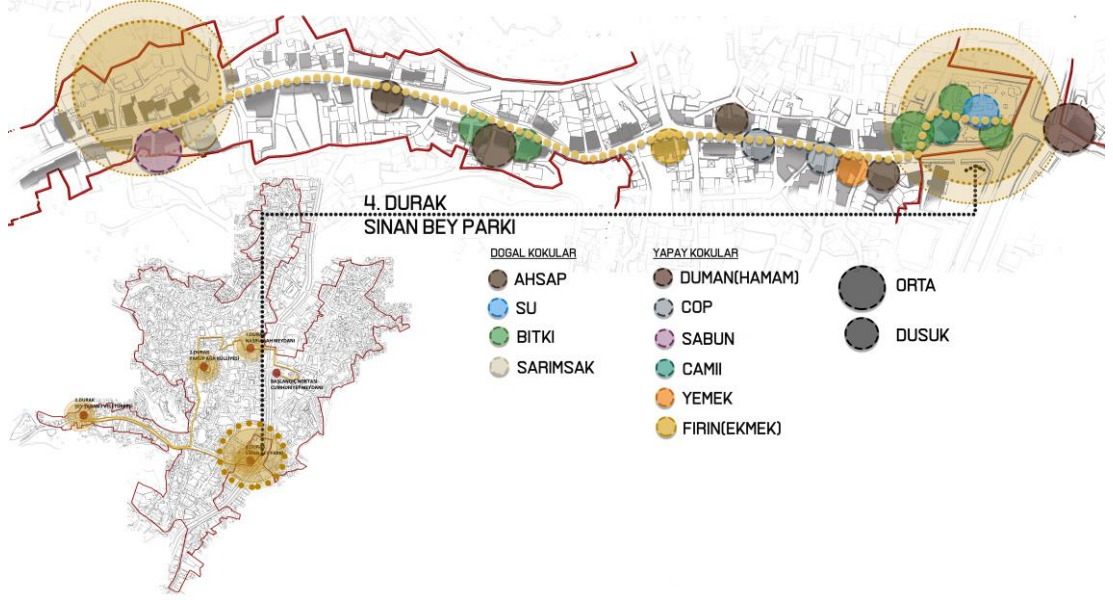 4. DURAK
SINAN BEY PARKI
DOGAL KOKULAR
AHSAP
SU
BITKI
SARIMSAK
YAPAY KOKULAR
DUMAN(HAMAM)
COP
SABUN
CAMII
YEMEK
FIRIN(EKMEK)
ORTA
DUSUK